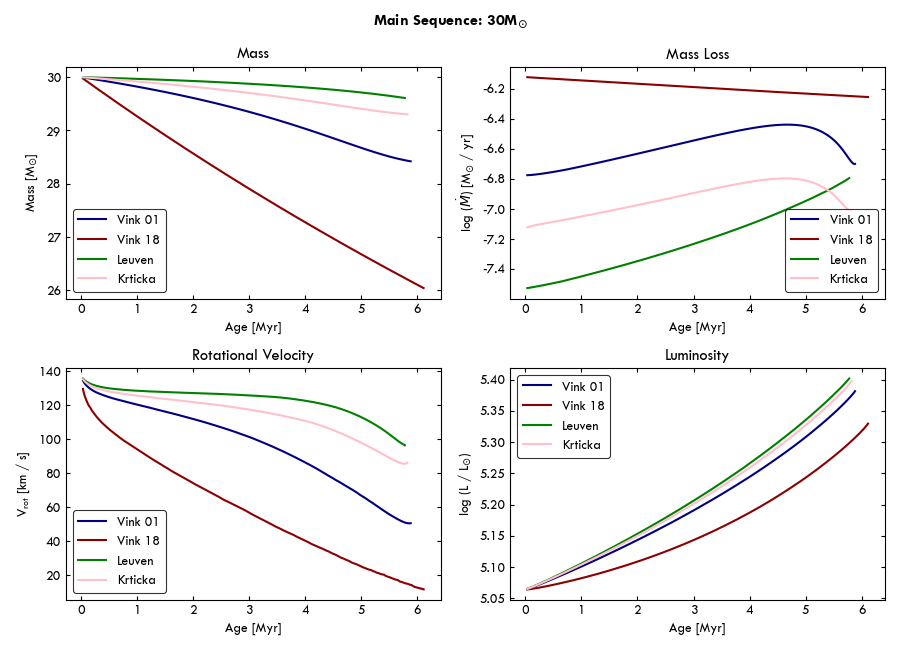 Main Sequence: 30M☉
Mass
30
29
28
27
26
Mass [M☉]
Vink 01
Vink 18
Leuven
Krticka
0 1 2 3 4 5 6
Age [Myr]
Mass Loss
-6.2
-6.4
-6.6
-6.8
-7.0
-7.2
-7.4
log (Ṁ) [M☉ / yr]
Vink 01
Vink 18
Leuven
Krticka
0 1 2 3 4 5 6
Age [Myr]
Rotational Velocity
140
120
100
80
60
40
20
Vrot [km / s]
Vink 01
Vink 18
Leuven
Krticka
0 1 2 3 4 5 6
Age [Myr]
Luminosity
5.40
5.35
5.30
5.25
5.20
5.15
5.10
5.05
log (L / L☉)
Vink 01
Vink 18
Leuven
Krticka
0 1 2 3 4 5 6
Age [Myr]